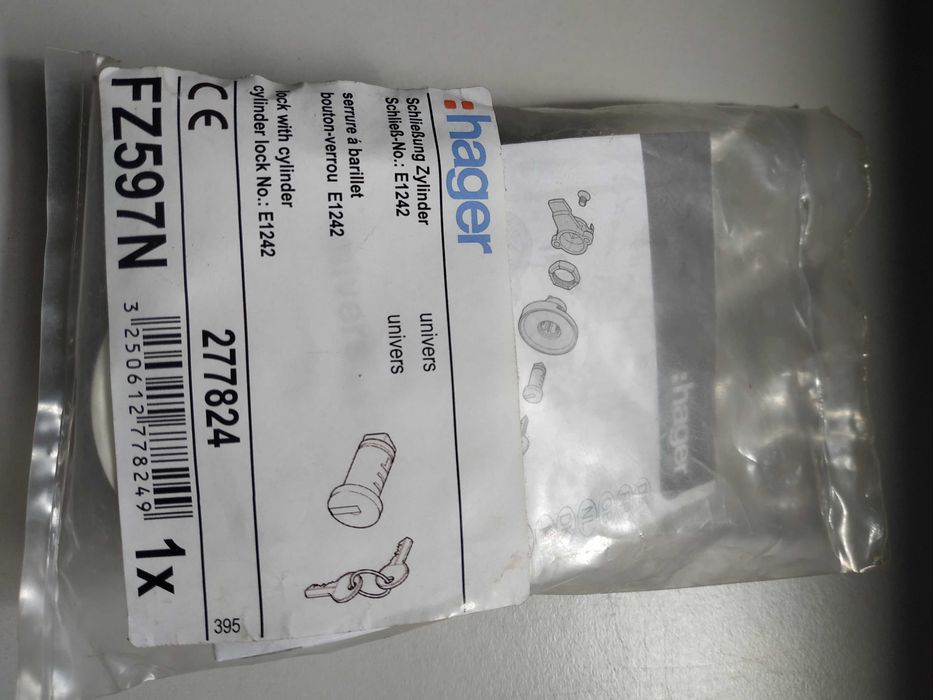 :hager
Schließung Zylinder
Schließ-No.: E1242
univers
univers
serrure à barillet
bouton-verrou E1242
lock with cylinder
cylinder lock No.: E1242
277824
395
CE
FZ597N
3 250612 778249
1x
:hager